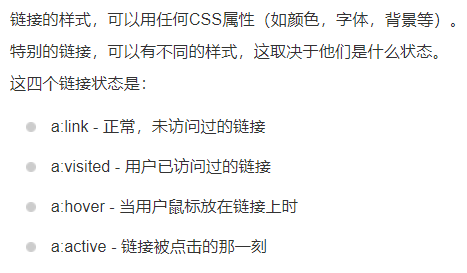 链接的样式，可以用任何CSS属性（如颜色，字体，背景等）。
特别的链接，可以有不同的样式，这取决于他们是什么状态。
这四个链接状态是：
a:link - 正常，未访问过的链接
a:visited - 用户已访问过的链接
a:hover - 当用户鼠标放在链接上时
a:active - 链接被点击的那一刻